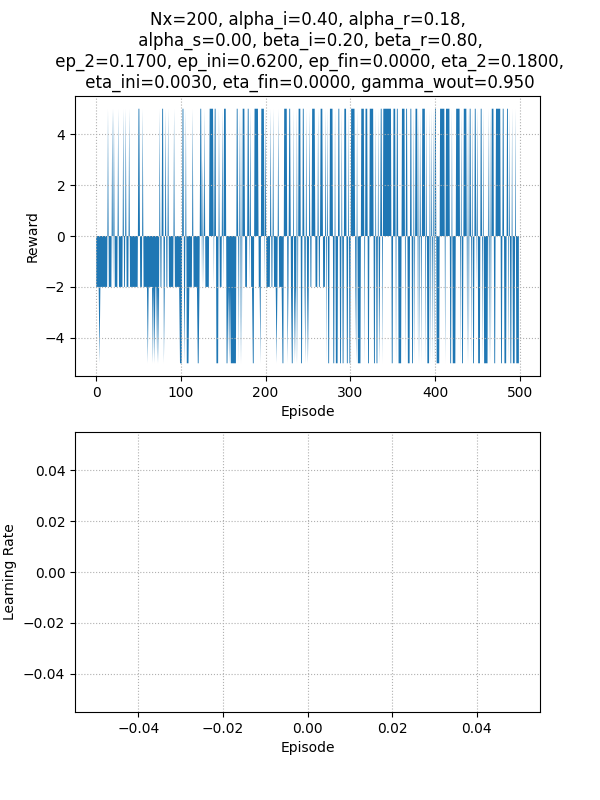 Nx=200, alpha_i=0.40, alpha_r=0.18,
alpha_s=0.00, beta_i=0.20, beta_r=0.80,
ep_2=0.1700, ep_ini=0.6200, ep_fin=0.0000, eta_2=0.1800,
eta_ini=0.0030, eta_fin=0.0000, gamma_wout=0.950
4
2
0
−2
−4
Reward
0 100 200 300 400 500
Episode
0.04
0.02
0.00
−0.02
−0.04
Learning Rate
−0.04 −0.02 0.00 0.02 0.04
Episode